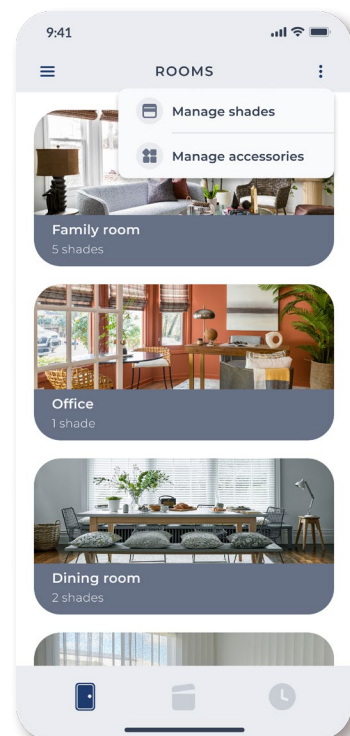 9:41
ROOMS
Manage shades
Manage accessories
Family room
5 shades
Office
1 shade
Dining room
2 shades